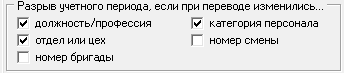 Разрыв учетного периода, если при переводе изменились...
должность/профессия категория персонала
отдел или цех номер смены
номер бригады